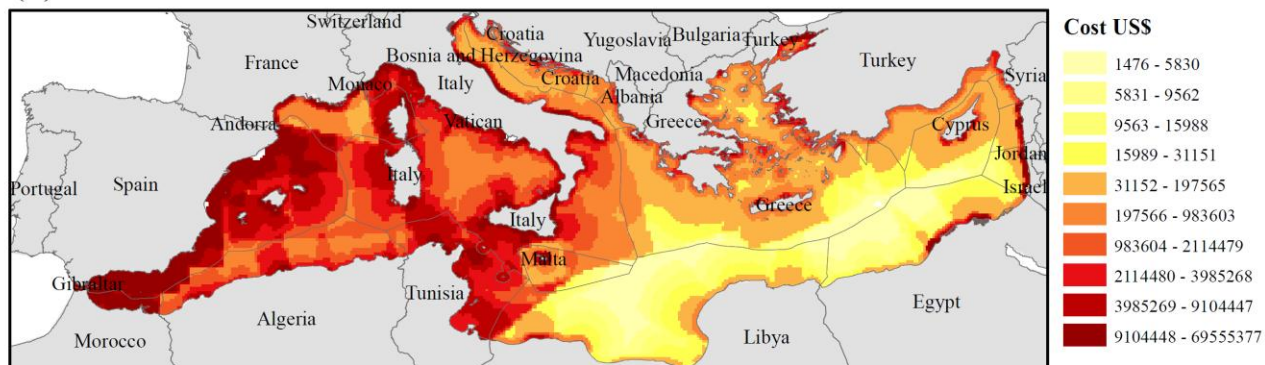 Switzerland
Croatia
Yugoslavia
Bulgaria
Turkey
Bosnia and Herzegovina
France
Italy
Croatia
Macedonia
Turkey
Syria
Monaco
Albania
Andorra
Vatican
Greece
Cyprus
Jordan
Portugal
Spain
Italy
Israel
Greece
Italy
Malta
Gibraltar
Tunisia
Algeria
Egypt
Morocco
Libya
Cost US$
1476 - 5830
5831 - 9562
9563 - 15988
15989 - 31151
31152 - 197565
197566 - 983603
983604 - 2114479
2114480 - 3985268
3985269 - 9104447
9104448 - 69555377